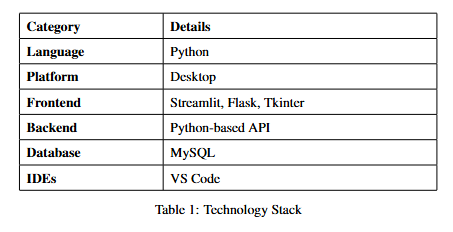 Category Details
Language Python
Platform Desktop
Frontend Streamlit, Flask, Tkinter
Backend Python-based API
Database MySQL
IDEs VS Code
Table 1: Technology Stack